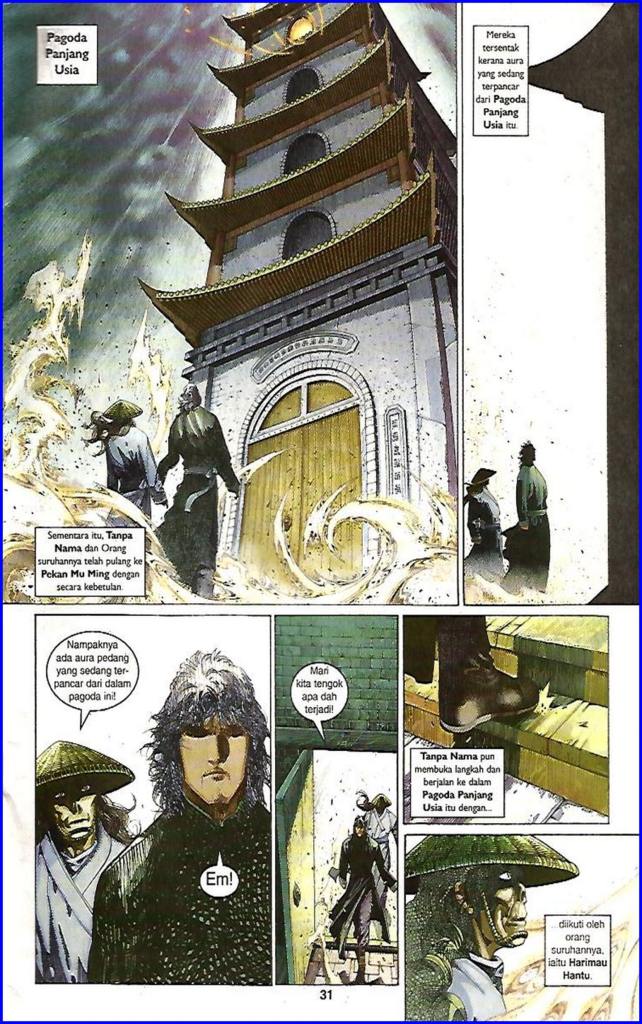 Pagoda
Panjang
Usia
Mereka
tersentak
kerana aura
yang sedang
terpancar
dari Pagoda
Panjang
Usia itu.
Sementara itu, Tanpa
Nama dan Orang
suruhannya telah pulang ke
Pekan Mu Ming dengan
secara kebetulan.
Nampaknya
ada aura pedang
yang sedang ter-
pancar dari dalam
pagoda ini!
Em!
Mari
kita tengok
apa dah
terjadi!
Tanpa Nama pun
membuka langkah dan
berjalan ke dalam
Pagoda Panjang
Usia itu dengan...
...diikuti oleh
orang
suruhannya,
iaitu Harimau
Hantu.
31